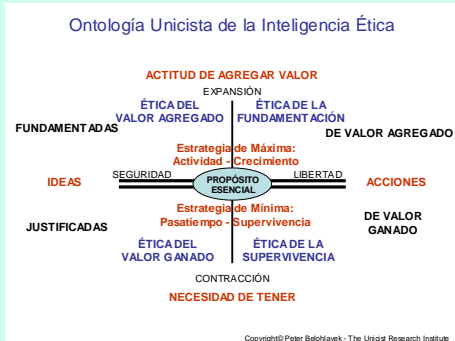 Ontología Unicista de la Inteligencia Ética
ACTITUD DE AGREGAR VALOR
EXPANSIÓN
ÉTICA DEL
VALOR AGREGADO
ÉTICA DE LA
FUNDAMENTACIÓN
FUNDAMENTADAS
DE VALOR AGREGADO
Estrategia de Máxima:
Actividad - Crecimiento
SEGURIDAD
LIBERTAD
IDEAS
PROPÓSITO
ESENCIAL
ACCIONES
Estrategia de Mínima:
Pasatiempo - Supervivencia
JUSTIFICADAS
DE VALOR
GANADO
ÉTICA DEL
VALOR GANADO
ÉTICA DE LA
SUPERVIVENCIA
CONTRACCIÓN
NECESIDAD DE TENER
Copyright© Peter Belohlavek - The Unicist Research Institute